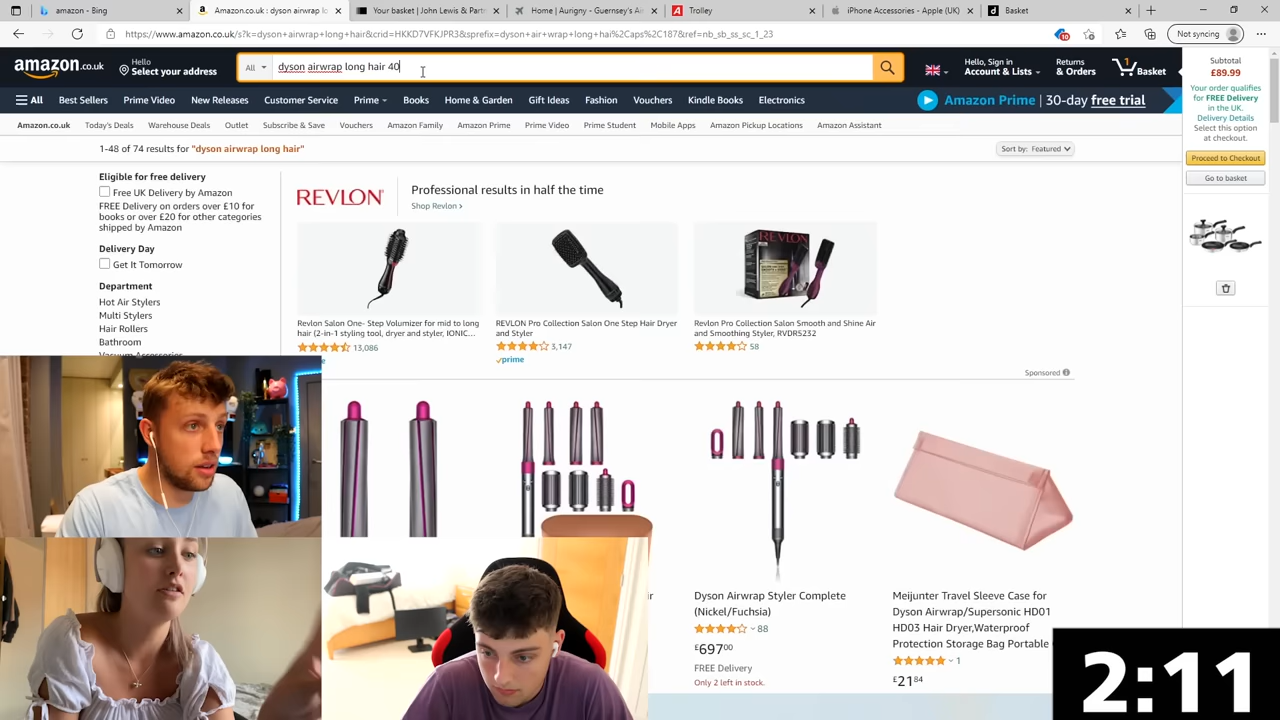 amazon - Bing
Amazon.co.uk: dyson airwrap lon
Your basket | John Lewis & Partn
Home | Aurigny - Guernsey's Air
Trolley
iPhone Accessories - Apple (UK)
Basket
https://www.amazon.co.uk/s?k=dyson+airwrap+long+hair&crid=HKKD7VFKJPR3&sprefix=dyson+air+wrap+long+hai%2Caps%2C187&ref=nb_sb_ss_sc_1_23
10
Not syncing
amazon.co.uk
Hello
Select your address
All
dyson airwrap long hair 40
Hello, Sign in
Account & Lists
Returns
& Orders
1
Basket
All
Best Sellers
Prime Video
New Releases
Customer Service
Prime
Books
Home & Garden
Gift Ideas
Fashion
Vouchers
Kindle Books
Electronics
Amazon Prime | 30-day free trial
Amazon.co.uk
Today's Deals
Warehouse Deals
Outlet
Subscribe & Save
Vouchers
Amazon Family
Amazon Prime
Prime Video
Prime Student
Mobile Apps
Amazon Pickup Locations
Amazon Assistant
1-48 of 74 results for "dyson airwrap long hair"
Sort by: Featured
Subtotal
£89.99
Your order qualifies
for FREE Delivery
in the UK.
Delivery Details
Select this option
at checkout.
Proceed to Checkout
Go to basket
Eligible for free delivery
Free UK Delivery by Amazon
FREE Delivery on orders over £10 for
books or over £20 for other categories
shipped by Amazon
Delivery Day
Get It Tomorrow
Department
Hot Air Stylers
Multi Stylers
Hair Rollers
Bathroom
Vacuum Accessories
REVLON
Professional results in half the time
Shop Revlon
REVLON
Revlon Salon One- Step Volumizer for mid to long
hair (2-in-1 styling tool, dryer and styler, IONIC...
13,086
REVLON Pro Collection Salon One Step Hair Dryer
and Styler
3,147
prime
Revlon Pro Collection Salon Smooth and Shine Air
and Smoothing Styler, RVDR5232
58
Sponsored
Dyson Airwrap Styler Complete
(Nickel/Fuchsia)
88
£697.00
FREE Delivery
Only 2 left in stock.
Meijunter Travel Sleeve Case for
Dyson Airwrap/Supersonic HD01
HD03 Hair Dryer,Waterproof
Protection Storage Bag Portable
1
£21.84
2:11